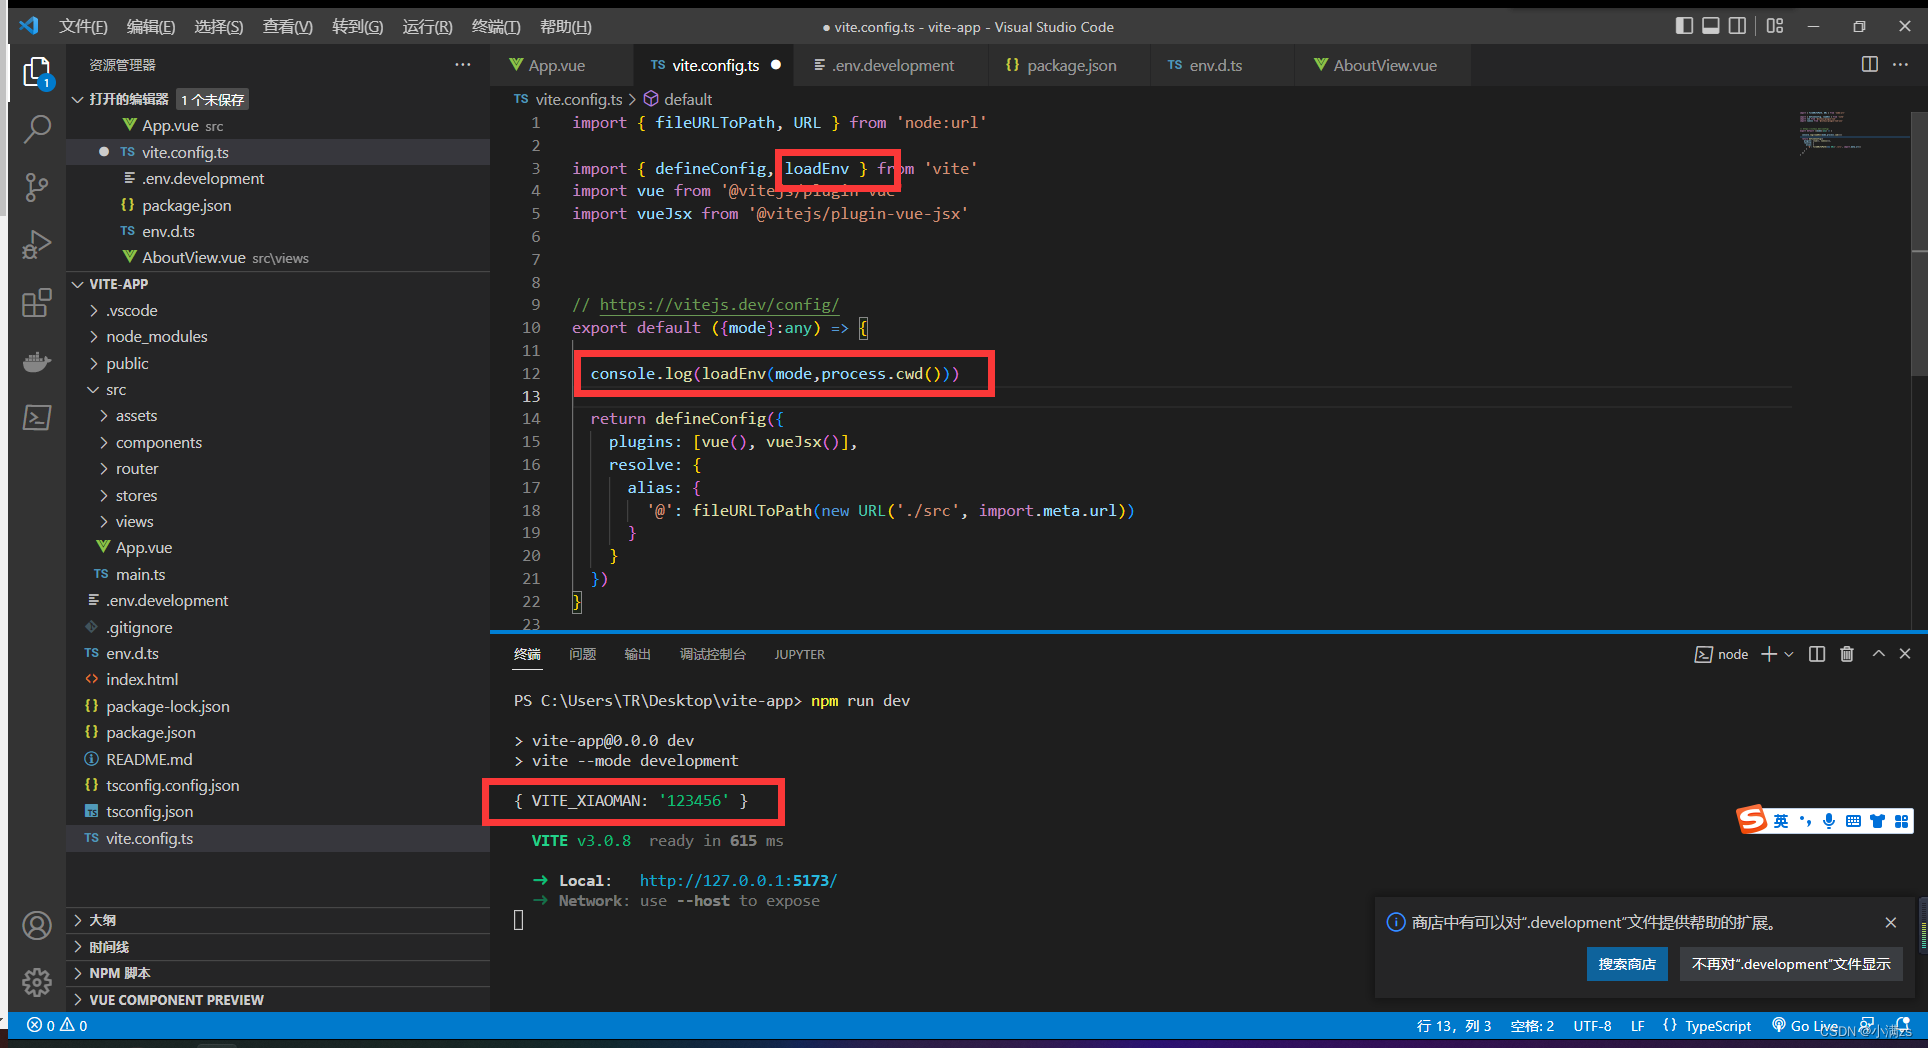 文件(F) 编辑(E) 选择(S) 查看(V) 转到(G) 运行(R) 终端(T) 帮助(H)
● vite.config.ts - vite-app - Visual Studio Code
1
资源管理器
打开的编辑器 1 个未保存
App.vue src
TS vite.config.ts
.env.development
{} package.json
TS env.d.ts
AboutView.vue src\views
VITE-APP
.vscode
node_modules
public
src
assets
components
router
stores
views
App.vue
TS main.ts
.env.development
.gitignore
TS env.d.ts
<> index.html
{} package-lock.json
{} package.json
README.md
{} tsconfig.config.json
TS tsconfig.json
TS vite.config.ts
大纲
时间线
NPM 脚本
VUE COMPONENT PREVIEW
App.vue TS vite.config.ts ● .env.development {} package.json TS env.d.ts AboutView.vue
TS vite.config.ts > default
1 import { fileURLToPath, URL } from 'node:url'
2
3 import { defineConfig, loadEnv } from 'vite'
4 import vue from '@vitejs/plugin-vue'
5 import vueJsx from '@vitejs/plugin-vue-jsx'
6
7
8
9 // https://vitejs.dev/config/
10 export default ({mode}:any) => {
11
12 console.log(loadEnv(mode,process.cwd()))
13
14 return defineConfig({
15 plugins: [vue(), vueJsx()],
16 resolve: {
17 alias: {
18 '@': fileURLToPath(new URL('./src', import.meta.url))
19 }
20 }
21 })
22 }
23
终端 问题 输出 调试控制台 JUPYTER
node
PS C:\Users\TR\Desktop\vite-app> npm run dev
> vite-app@0.0.0 dev
> vite --mode development
{ VITE_XIAOMAN: '123456' }
VITE v3.0.8 ready in 615 ms
➜ Local: http://127.0.0.1:5173/
➜ Network: use --host to expose
S 英
商店中有可以对“.development”文件提供帮助的扩展。
搜索商店 不再对“.development”文件显示
0 0
行 13，列 3 空格: 2 UTF-8 LF {} TypeScript Go Live
CSDN @小满zs